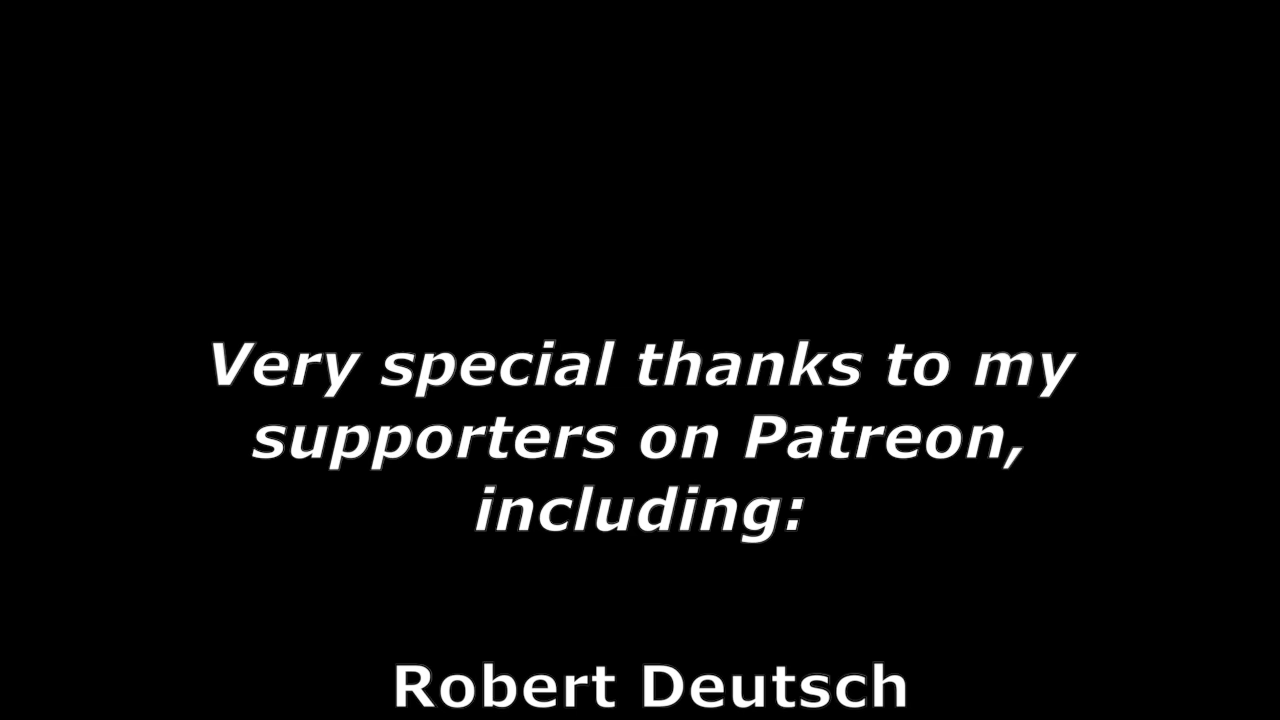 Very special thanks to my
supporters on Patreon,
including:
Robert Deutsch